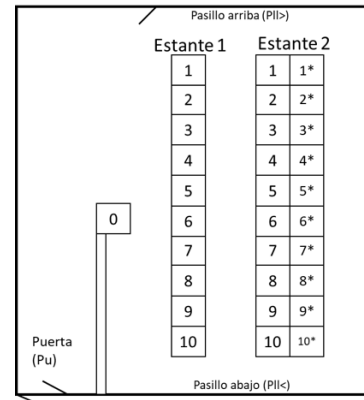 Pasillo arriba (Pll>)
Estante 1 Estante 2
1 1 1*
2 2 2*
3 3 3*
4 4 4*
5 5 5*
0 6 6 6*
7 7 7*
8 8 8*
9 9 9*
10 10 10*
Puerta
(Pu)
Pasillo abajo (Pll<)